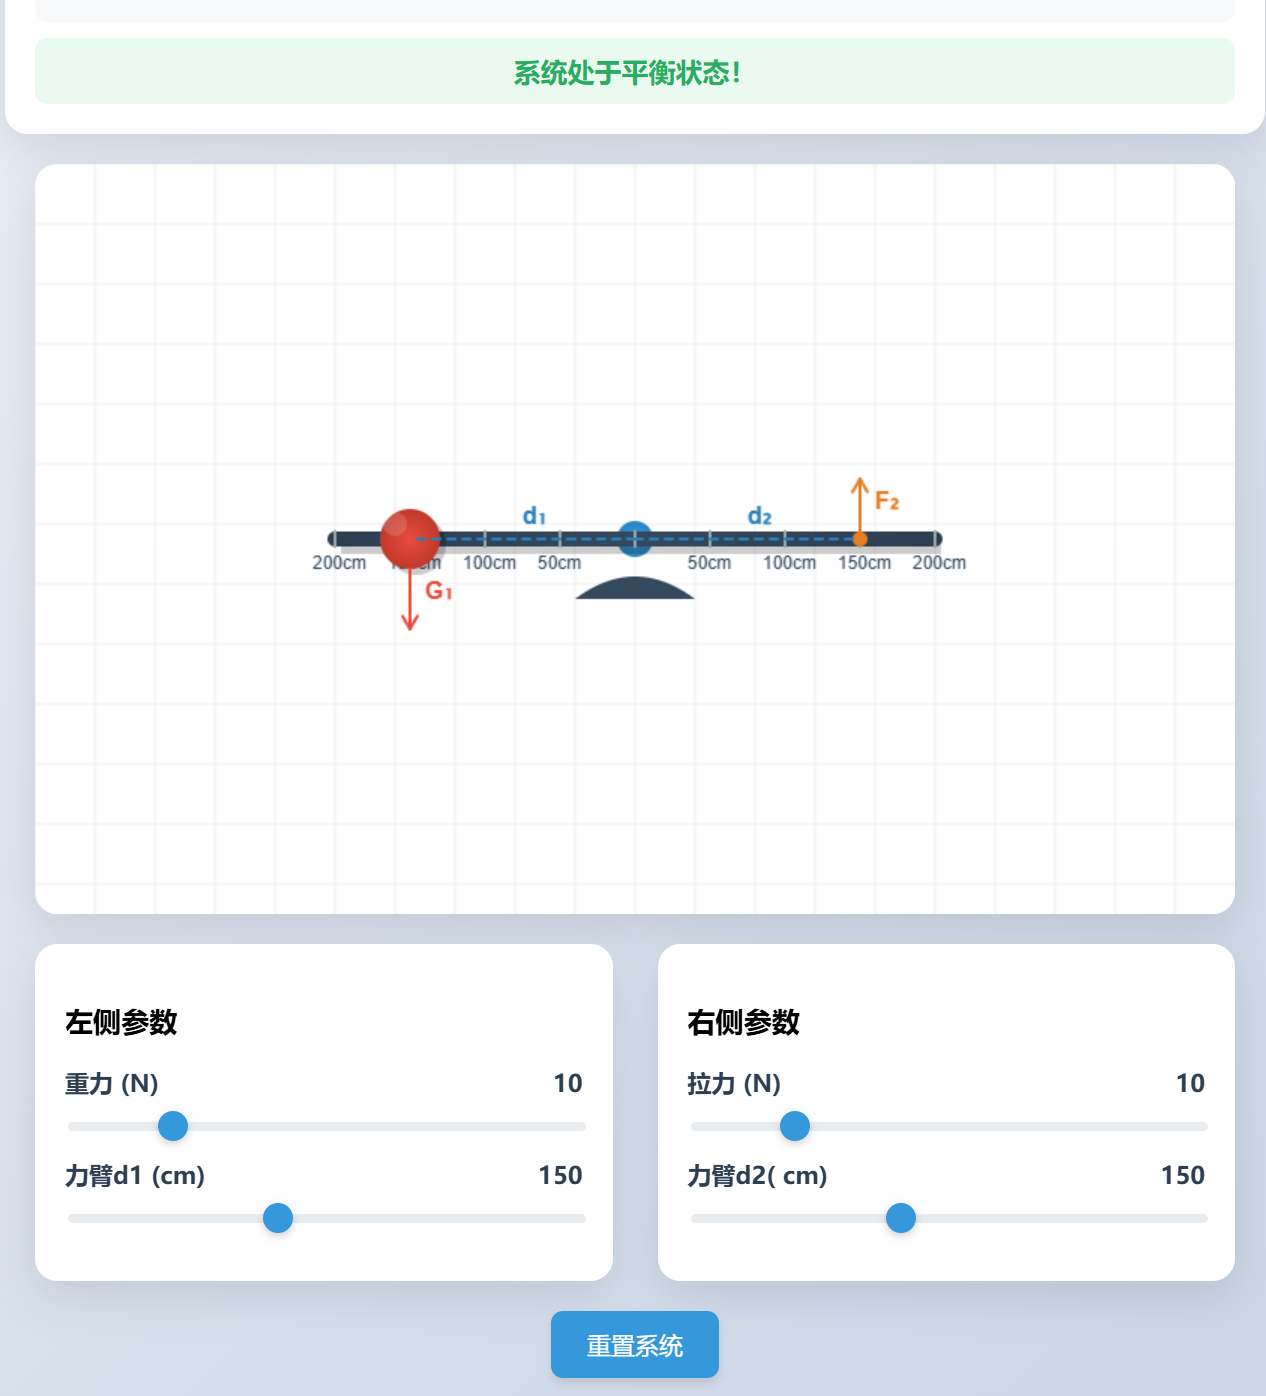 系统处于平衡状态！
F₂
d₁ d₂
200cm 100cm 50cm 50cm 100cm 150cm 200cm
G₁
左侧参数
重力 (N) 10
力臂d1 (cm) 150
右侧参数
拉力 (N) 10
力臂d2( cm) 150
重置系统